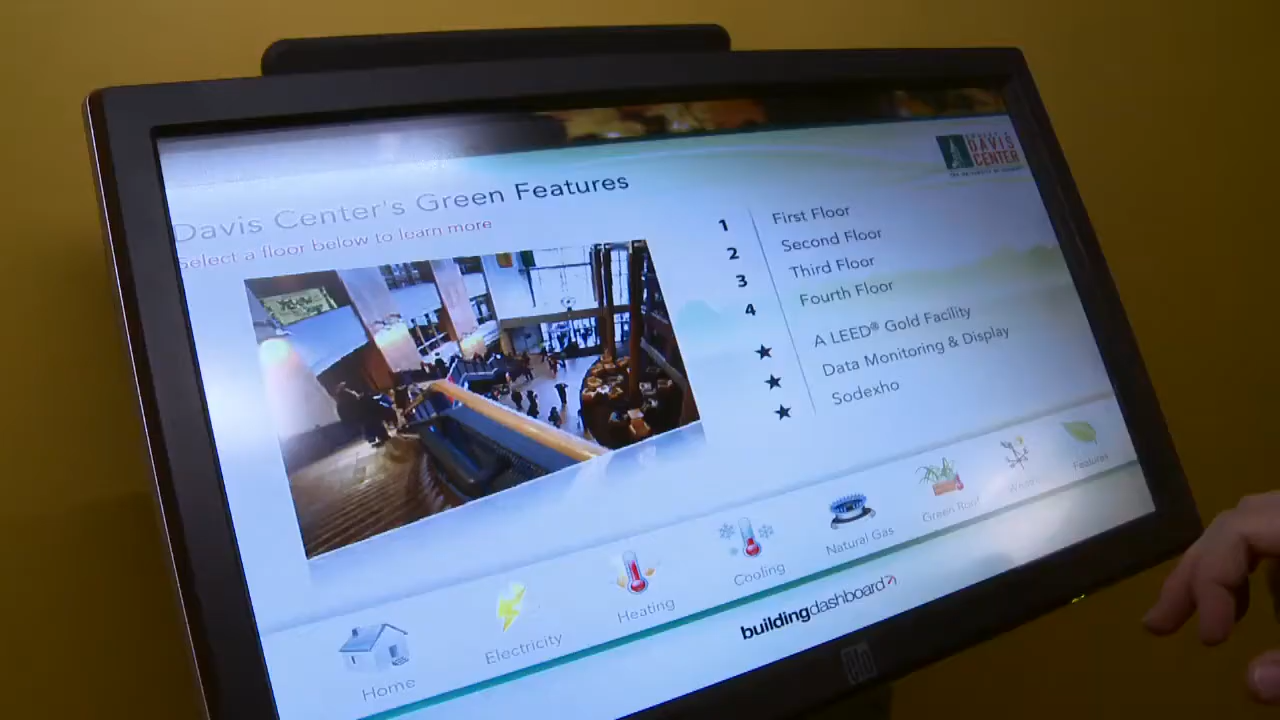 Davis Center's Green Features
Select a floor below to learn more
DAVIS
CENTER
1 First Floor
2 Second Floor
3 Third Floor
4 Fourth Floor
★ A LEED® Gold Facility
★ Data Monitoring & Display
★ Sodexho
Home
Electricity
Heating
Cooling
Natural Gas
Green Roof
Features
buildingdashboard
elo